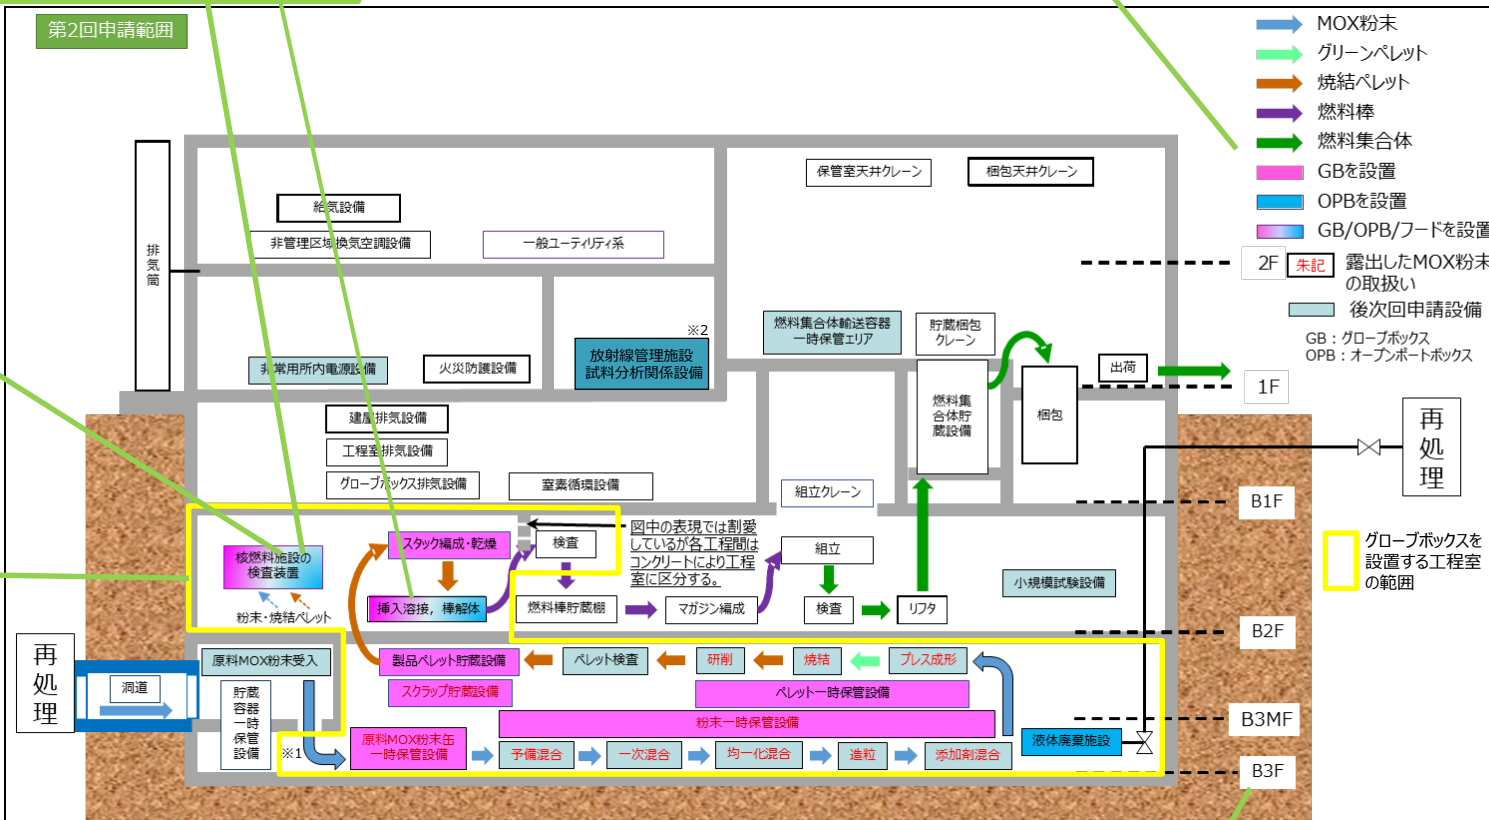 第2回申請範囲
MOX粉末
グリーンペレット
焼結ペレット
燃料棒
燃料集合体
GBを設置
OPBを設置
GB/OPB/フードを設置
朱記
露出したMOX粉末
の取扱い
後次回申請設備
GB：グローブボックス
OPB：オープンポートボックス
2F
1F
B1F
B2F
B3MF
B3F
グローブボックスを
設置する工程室
の範囲
排気筒
給気設備
非管理区域換気空調設備
一般ユーティリティ系
保管室天井クレーン
梱包天井クレーン
非常用所内電源設備
火災防護設備
※2
放射線管理施設
試料分析関係設備
燃料集合体輸送容器
一時保管エリア
貯蔵梱包
クレーン
燃料集
合体貯
蔵設備
梱包
出荷
再処理
建屋排気設備
工程室排気設備
グローブボックス排気設備
窒素循環設備
組立クレーン
核燃料施設の
検査装置
粉末・焼結ペレット
スタック編成・乾燥
挿入溶接，棒解体
検査
図中の表現では割愛
しているが各工程間は
コンクリートにより工程
室に区分する。
燃料棒貯蔵棚
マガジン編成
組立
検査
リフタ
小規模試験設備
再処理
洞道
原料MOX粉末受入
貯蔵
容器
一時
保管
設備
※1
製品ペレット貯蔵設備
ペレット検査
研削
焼結
プレス成形
スクラップ貯蔵設備
ペレット一時保管設備
粉末一時保管設備
原料MOX粉末缶
一時保管設備
予備混合
一次混合
均一化混合
造粒
添加剤混合
液体廃棄施設